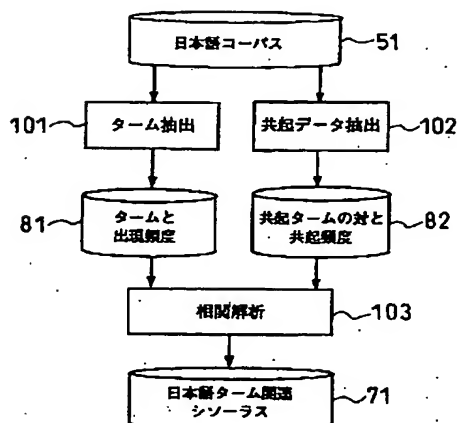 日本語コーパス
51
101
ターム抽出
共起データ抽出
102
81
タームと
出現頻度
共起タームの対と
共起頻度
82
相関解析
103
日本語ターム関連
シソーラス
71